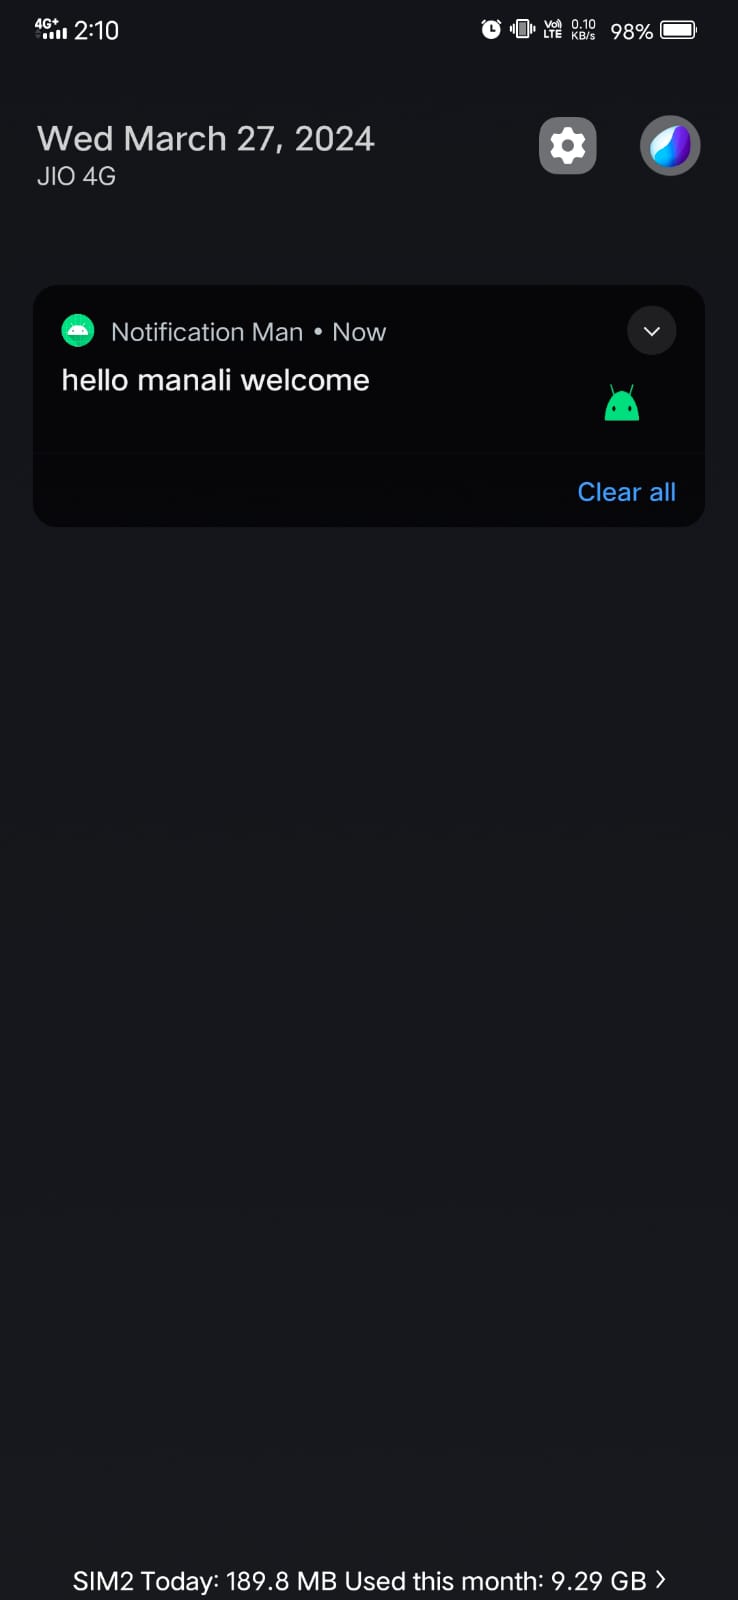 4G+ 2:10 Vo) LTE 0.10 KB/s 98%
Wed March 27, 2024
JIO 4G
Notification Man • Now
hello manali welcome
Clear all
SIM2 Today: 189.8 MB Used this month: 9.29 GB >